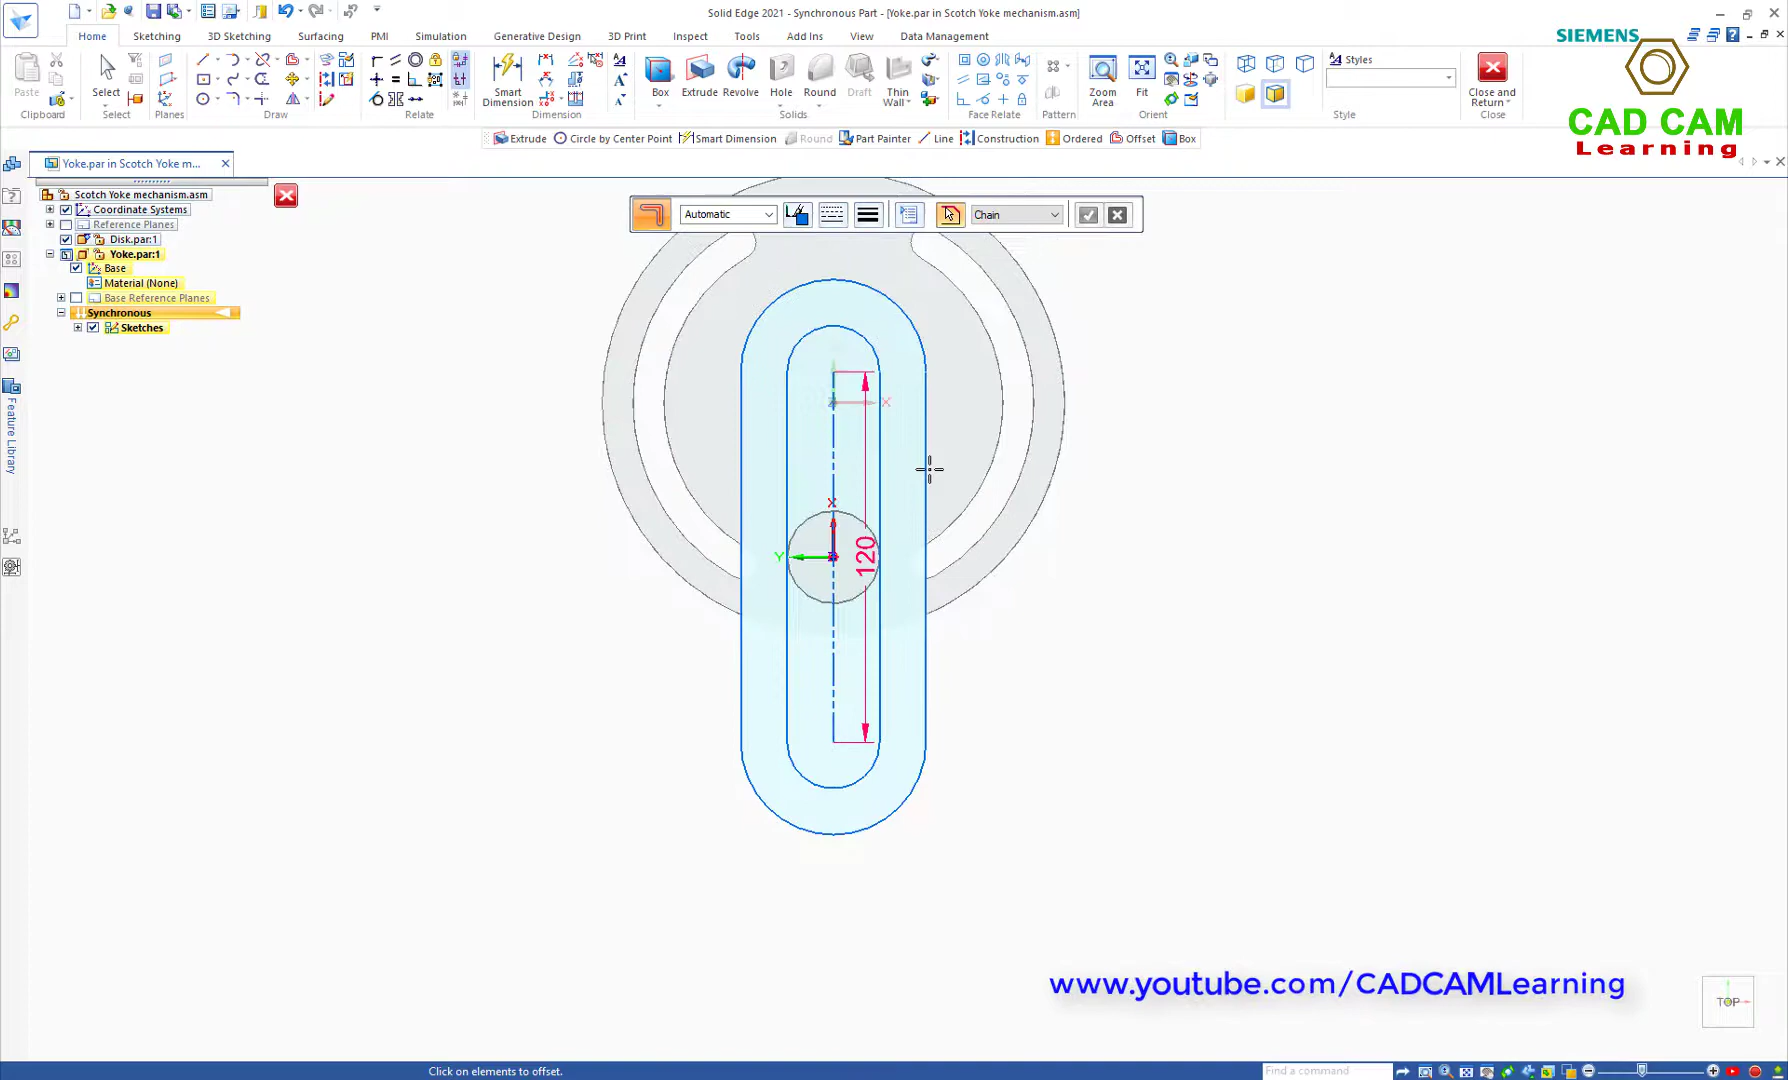 Solid Edge 2021 - Synchronous Part - [Yoke.par in Scotch Yoke mechanism.asm]
Home
Sketching
3D Sketching
Surfacing
PMI
Simulation
Generative Design
3D Print
Inspect
Tools
Add Ins
View
Data Management
SIEMENS
Paste
Clipboard
Select
Select
Planes
Draw
Relate
Smart
Dimension
Dimension
Box
Extrude
Revolve
Hole
Round
Draft
Thin
Wall
Solids
Face Relate
Pattern
Zoom
Area
Fit
Orient
Styles
Style
Close and
Return
Close
CAD CAM
Learning
Extrude
Circle by Center Point
Smart Dimension
Round
Part Painter
Line
Construction
Ordered
Offset
Box
Yoke.par in Scotch Yoke m...
Scotch Yoke mechanism.asm
Coordinate Systems
Reference Planes
Disk.par:1
Yoke.par:1
Base
Material (None)
Base Reference Planes
Synchronous
Sketches
Feature Library
Automatic
Chain
X
X
Y
120
www.youtube.com/CADCAMLearning
TOP
Click on elements to offset.
Find a command